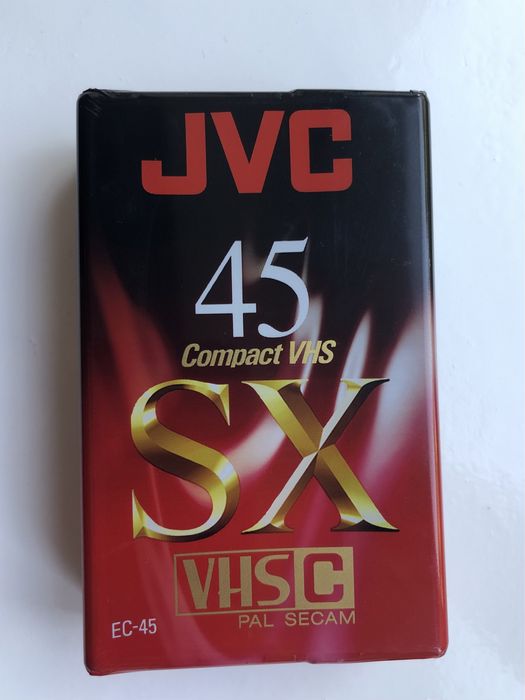 JVC
45
Compact VHS
SX
VHS C
PAL SECAM
EC-45